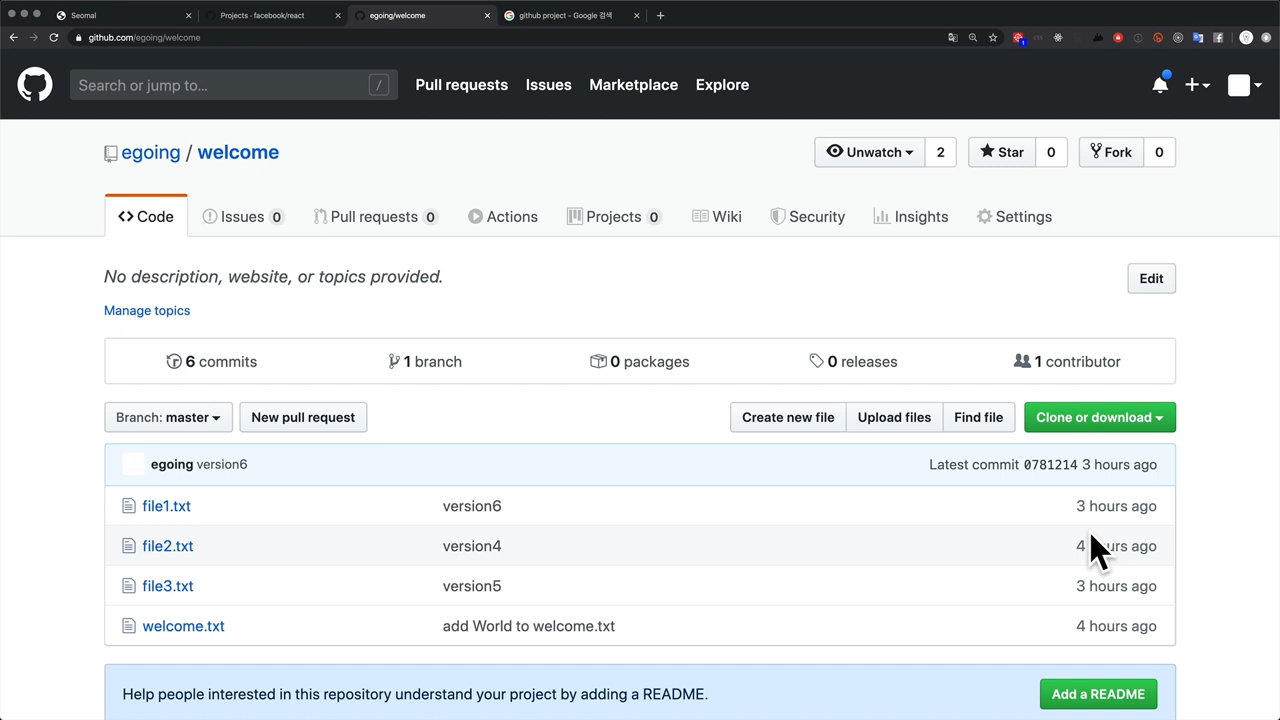 Seomal
Projects · facebook/react
egoing/welcome
github project - Google 검색
github.com/egoing/welcome
Search or jump to… /
Pull requests Issues Marketplace Explore
egoing / welcome
Unwatch 2 Star 0 Fork 0
Code Issues 0 Pull requests 0 Actions Projects 0 Wiki Security Insights Settings
No description, website, or topics provided. Edit
Manage topics
6 commits 1 branch 0 packages 0 releases 1 contributor
Branch: master New pull request Create new file Upload files Find file Clone or download
egoing version6 Latest commit 0781214 3 hours ago
file1.txt version6 3 hours ago
file2.txt version4 4 ago
file3.txt version5 3 hours ago
welcome.txt add World to welcome.txt 4 hours ago
Help people interested in this repository understand your project by adding a README. Add a README